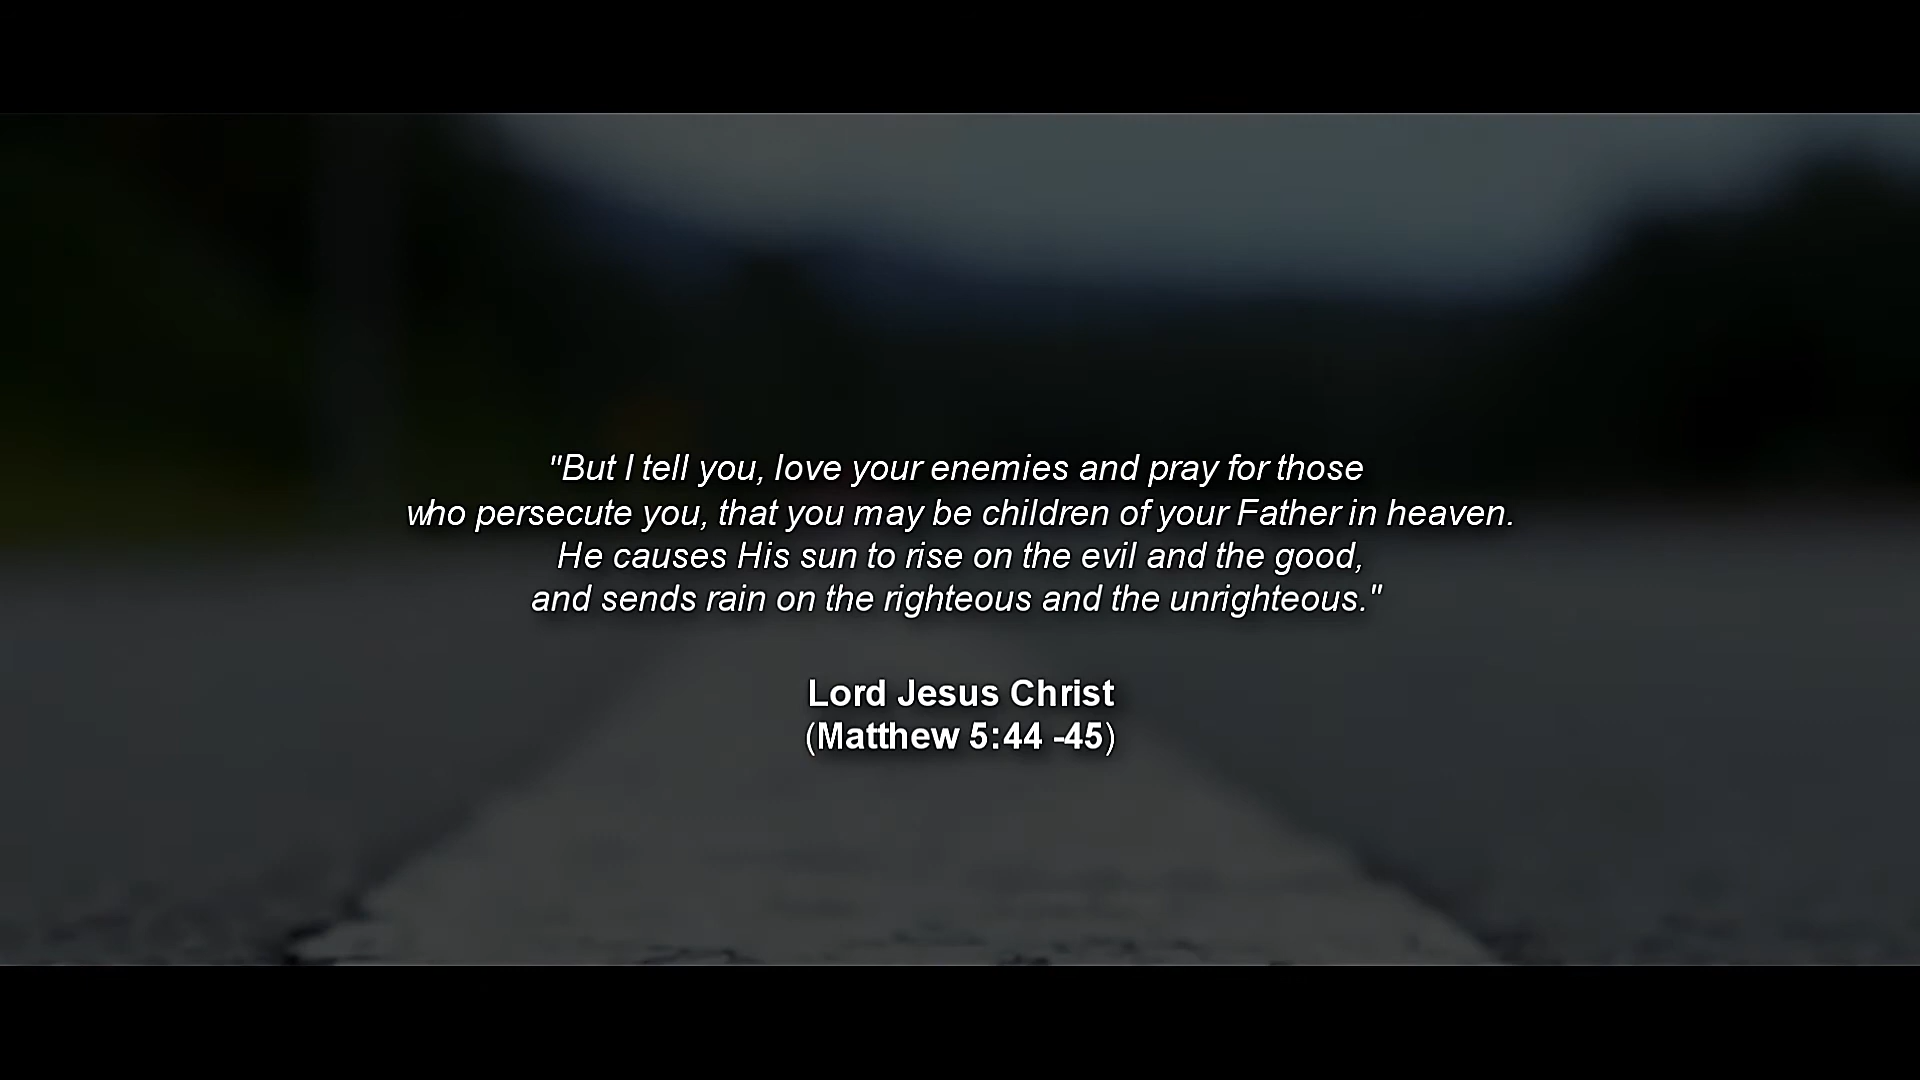 "But I tell you, love your enemies and pray for those
who persecute you, that you may be children of your Father in heaven.
He causes His sun to rise on the evil and the good,
and sends rain on the righteous and the unrighteous."
Lord Jesus Christ
(Matthew 5:44 -45)